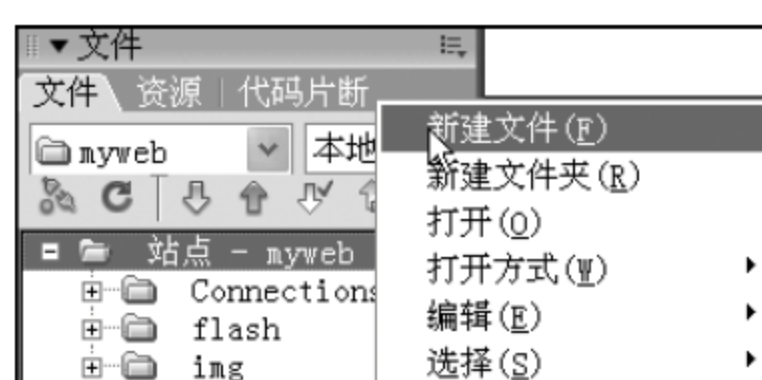 文件
文件 资源 代码片断
myweb 本地
站点 - myweb
Connections
flash
img
新建文件(F)
新建文件夹(R)
打开(O)
打开方式(W)
编辑(E)
选择(S)